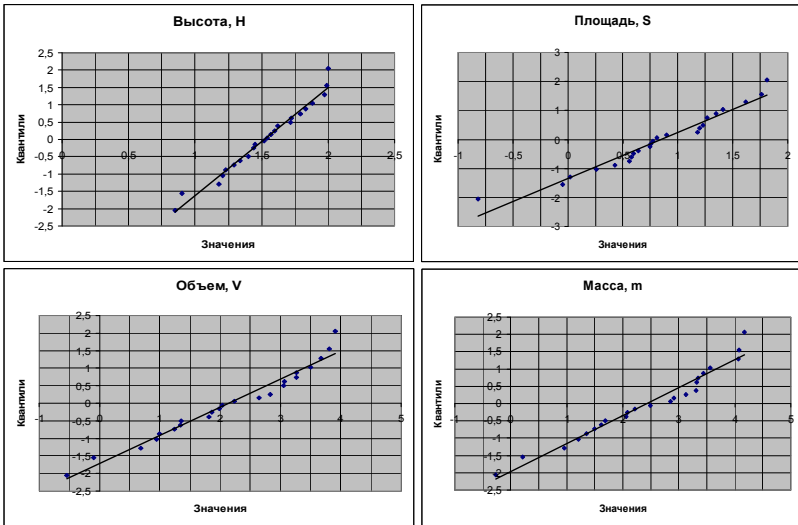 Высота, H
2,5
2
1,5
1
0,5
0
-0,5
-1
-1,5
-2
-2,5
0 0,5 1 1,5 2 2,5
Квантили
Значения
Площадь, S
3
2
1
0
-1
-2
-3
-1 -0,5 0 0,5 1 1,5 2
Квантили
Значения
Объем, V
2,5
2
1,5
1
0,5
0
-0,5
-1
-1,5
-2
-2,5
-1 0 1 2 3 4 5
Квантили
Значения
Масса, m
2,5
2
1,5
1
0,5
0
-0,5
-1
-1,5
-2
-2,5
-1 0 1 2 3 4 5
Квантили
Значения